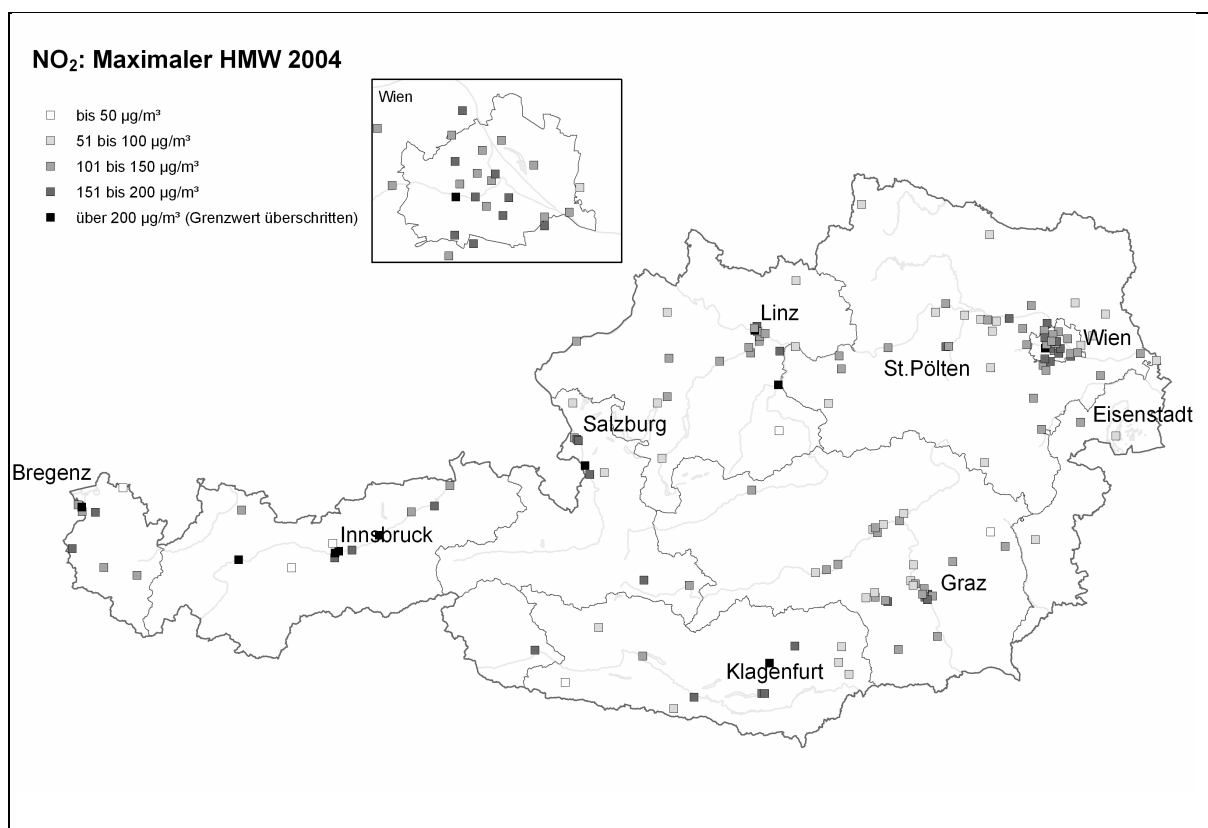 NO₂: Maximaler HMW 2004
bis 50 µg/m³
51 bis 100 µg/m³
101 bis 150 µg/m³
151 bis 200 µg/m³
über 200 µg/m³ (Grenzwert überschritten)
Wien
Linz
Wien
St.Pölten
Eisenstadt
Salzburg
Bregenz
Innsbruck
Graz
Klagenfurt